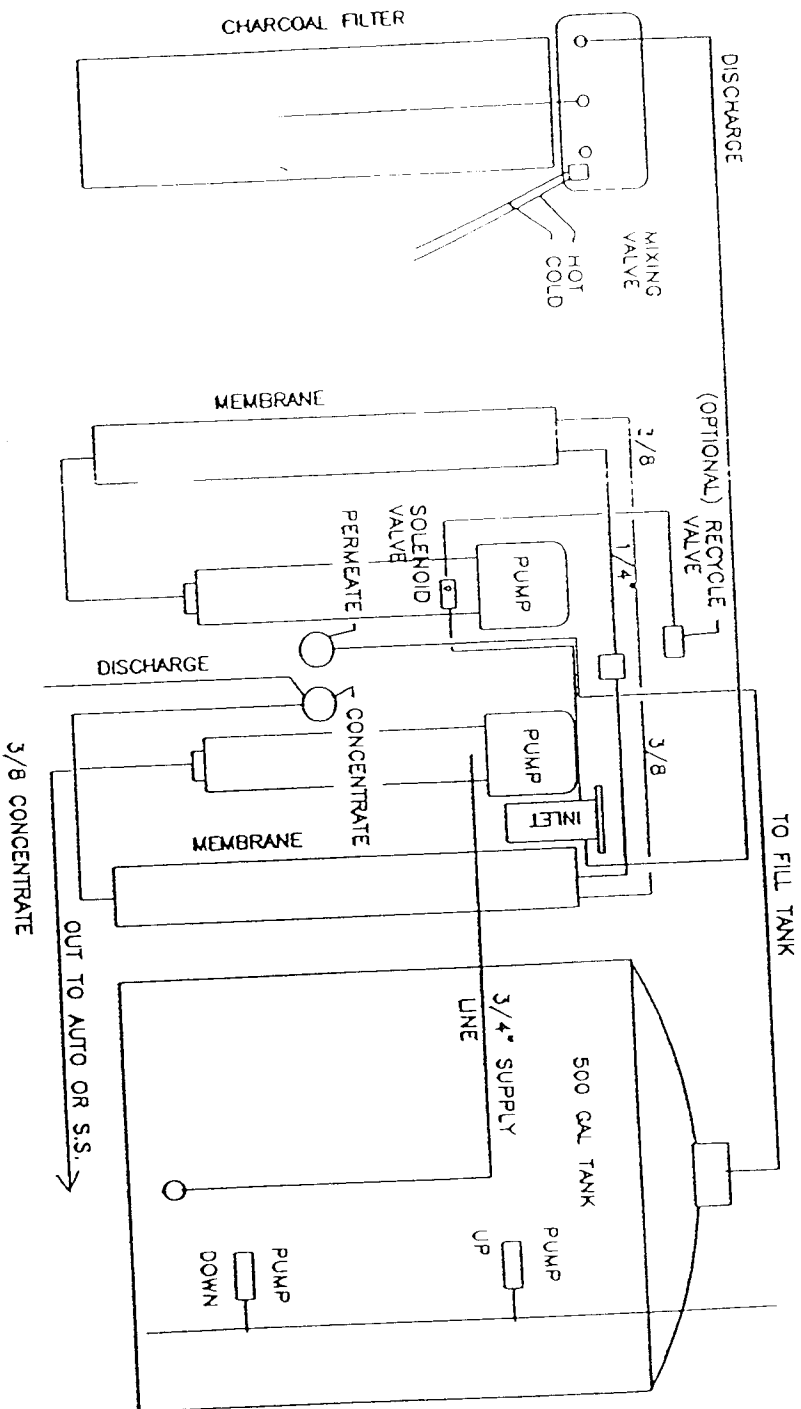 CHARCOAL FILTER
DISCHARGE
MIXING
VALVE
HOT
COLD
MEMBRANE
3/8
(OPTIONAL) RECYCLE
VALVE
1/4"
SOLENOID
VALVE
PERMEATE
PUMP
DISCHARGE
CONCENTRATE
PUMP
INLET
3/8
MEMBRANE
TO FILL TANK
3/8 CONCENTRATE
OUT TO AUTO OR S.S.
3/4" SUPPLY
LINE
500 GAL TANK
PUMP
UP
PUMP
DOWN